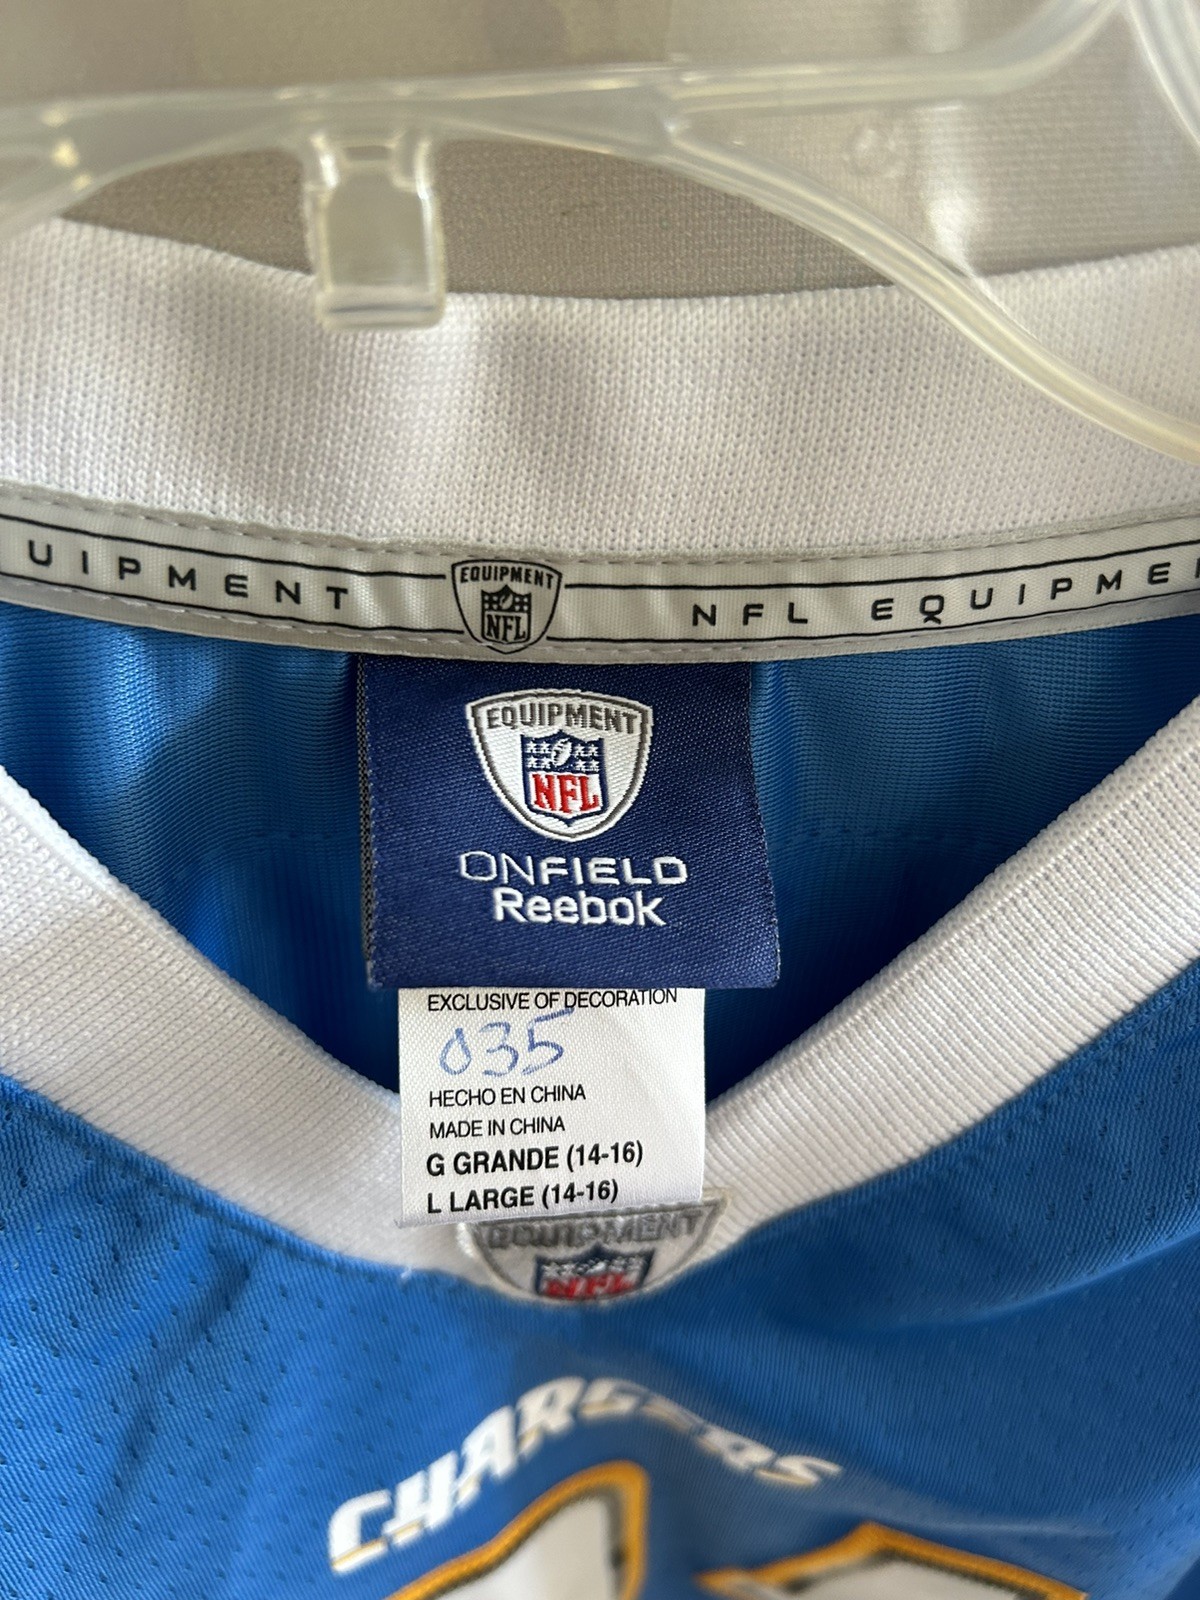 UIPMENT
EQUIPMENT
NFL
NFL EQUIPME
EQUIPMENT
NFL
ONFIELD
Reebok
EXCLUSIVE OF DECORATION
035
HECHO EN CHINA
MADE IN CHINA
G GRANDE (14-16)
L LARGE (14-16)
EQUIPMENT
NFL
CHARGERS